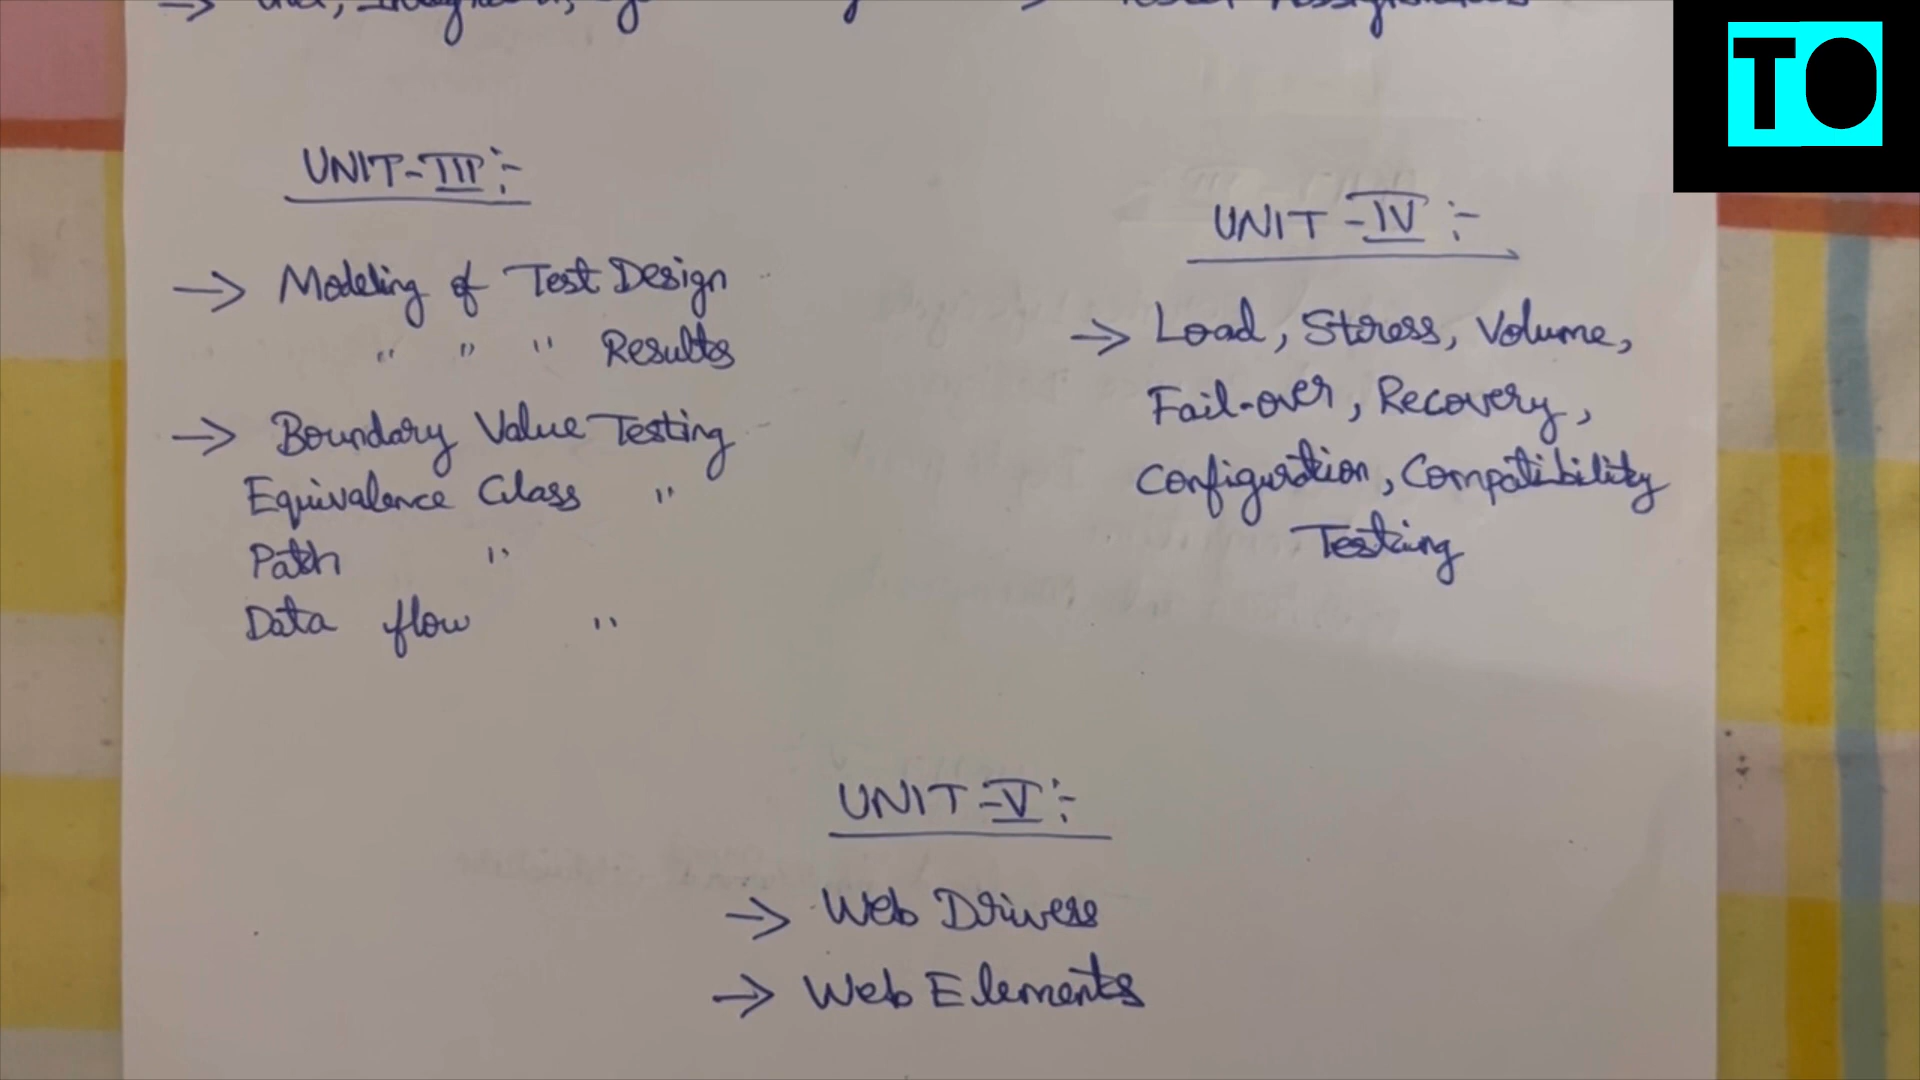 TO
UNIT-III :-
→ Modeling of Test Design
" " " Results
→ Boundary Value Testing
Equivalence Class "
Path "
Data flow "
UNIT-IV :-
→ Load, Stress, Volume,
Fail-over, Recovery,
Configuration, Compatibility
Testing
UNIT-V :-
→ Web Drivers
→ Web Elements